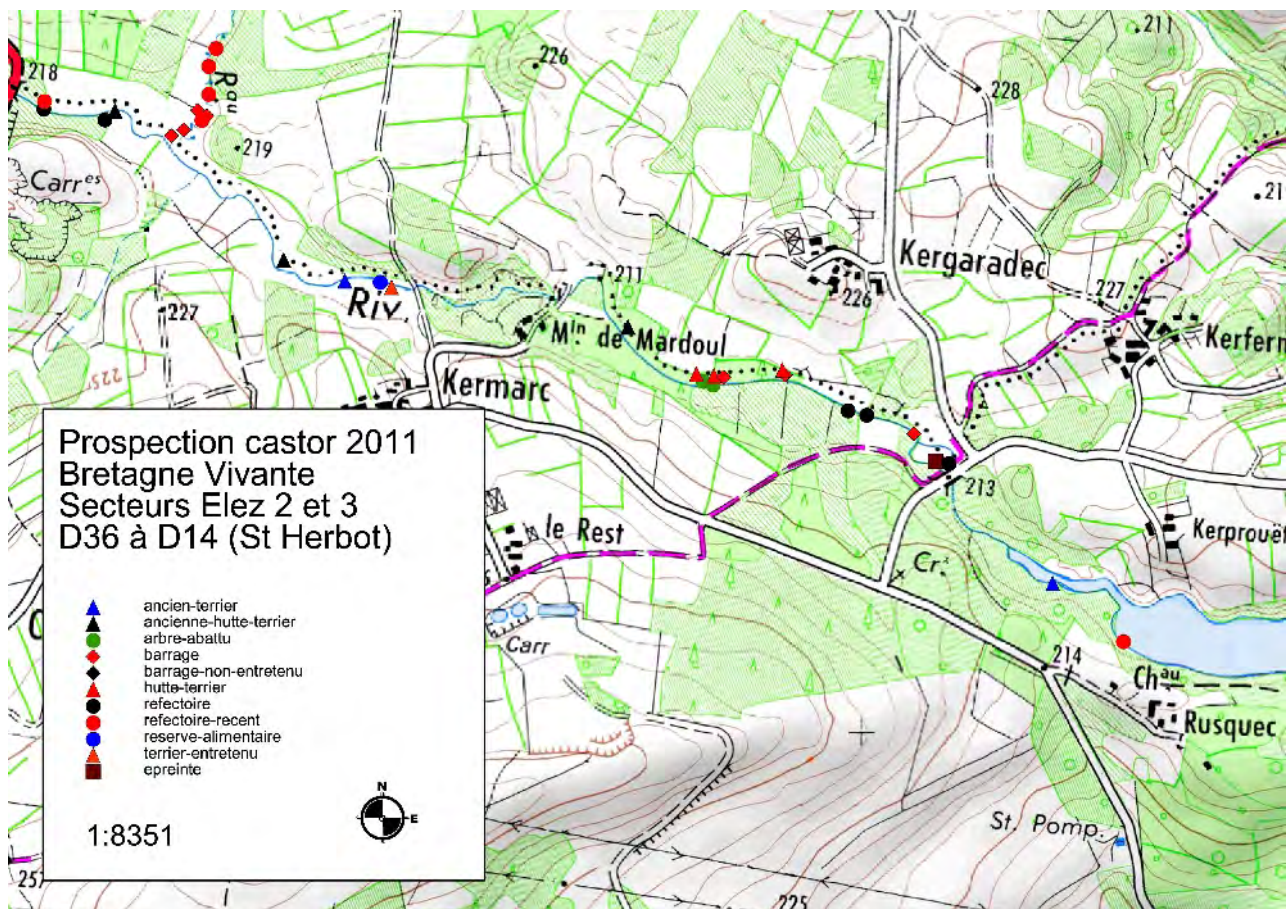 218
Rau
226
211
228
219
Carr.es
211
Kergaradec
226
227
Kerfern
227
Riv.
Mln. de Mardoul
Kermarc
225
Prospection castor 2011
Bretagne Vivante
Secteurs Elez 2 et 3
D36 à D14 (St Herbot)
213
le Rest
Kerprouët
Cr.
ancien-terrier
ancienne-hutte-terrier
arbre-abattu
barrage
barrage-non-entretenu
hutte-terrier
refectoire
refectoire-recent
reserve-alimentaire
terrier-entretenu
epreinte
Carr
214
Chau
Rusquec
N
E
1:8351
St. Pomp.
225